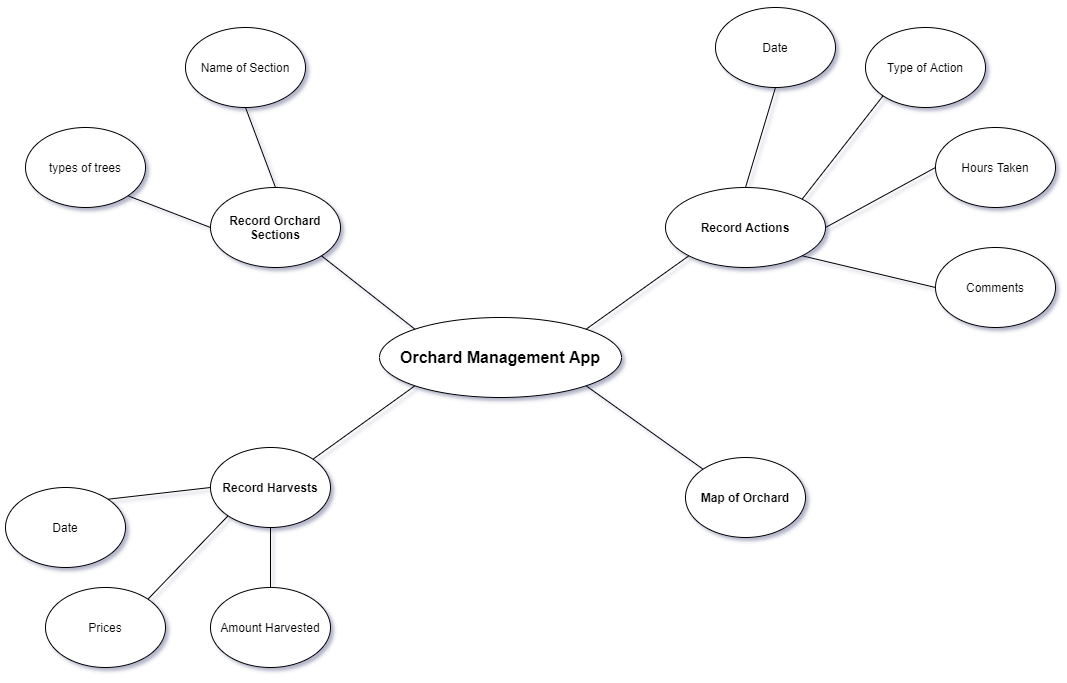 Date
Name of Section
Type of Action
types of trees
Hours Taken
Record Orchard
Sections
Record Actions
Comments
Orchard Management App
Record Harvests
Map of Orchard
Date
Prices
Amount Harvested